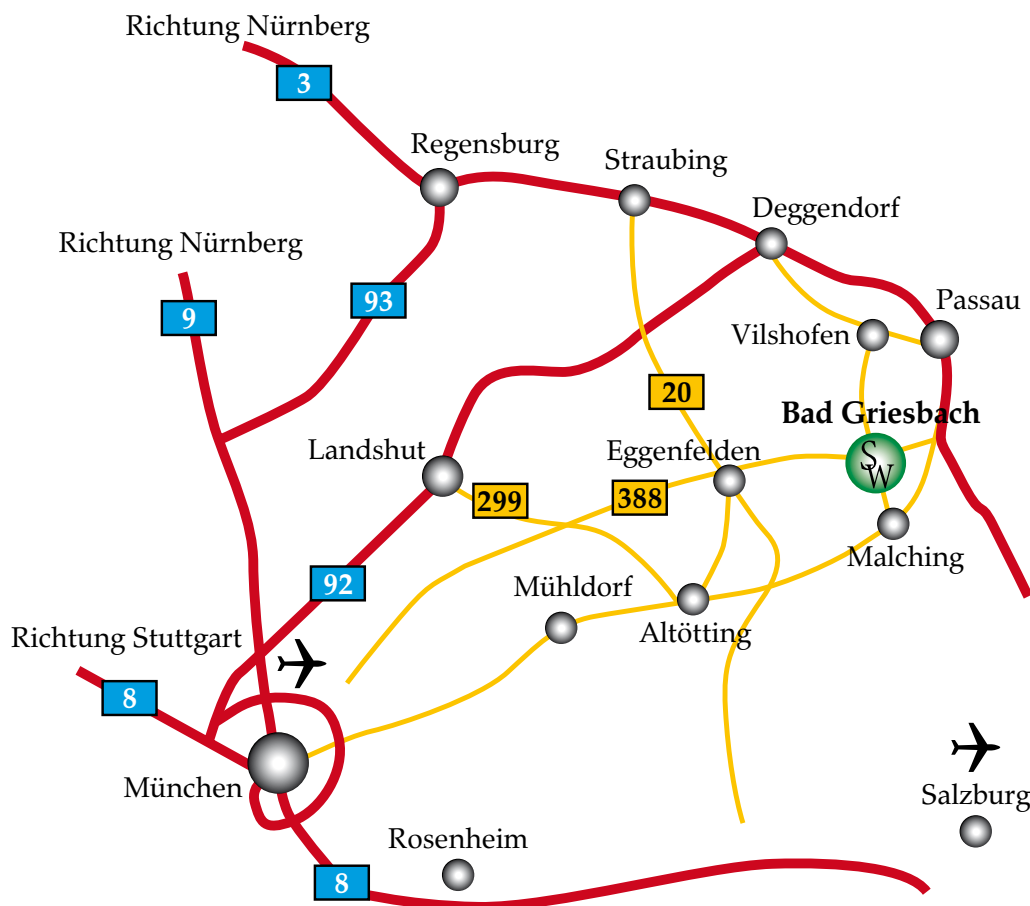 Richtung Nürnberg
3
Regensburg
Straubing
Deggendorf
Richtung Nürnberg
93
9
Passau
Vilshofen
20
Bad Griesbach
Landshut
Eggenfelden
SW
299
388
Malching
92
Mühldorf
Altötting
Richtung Stuttgart
8
München
Salzburg
Rosenheim
8